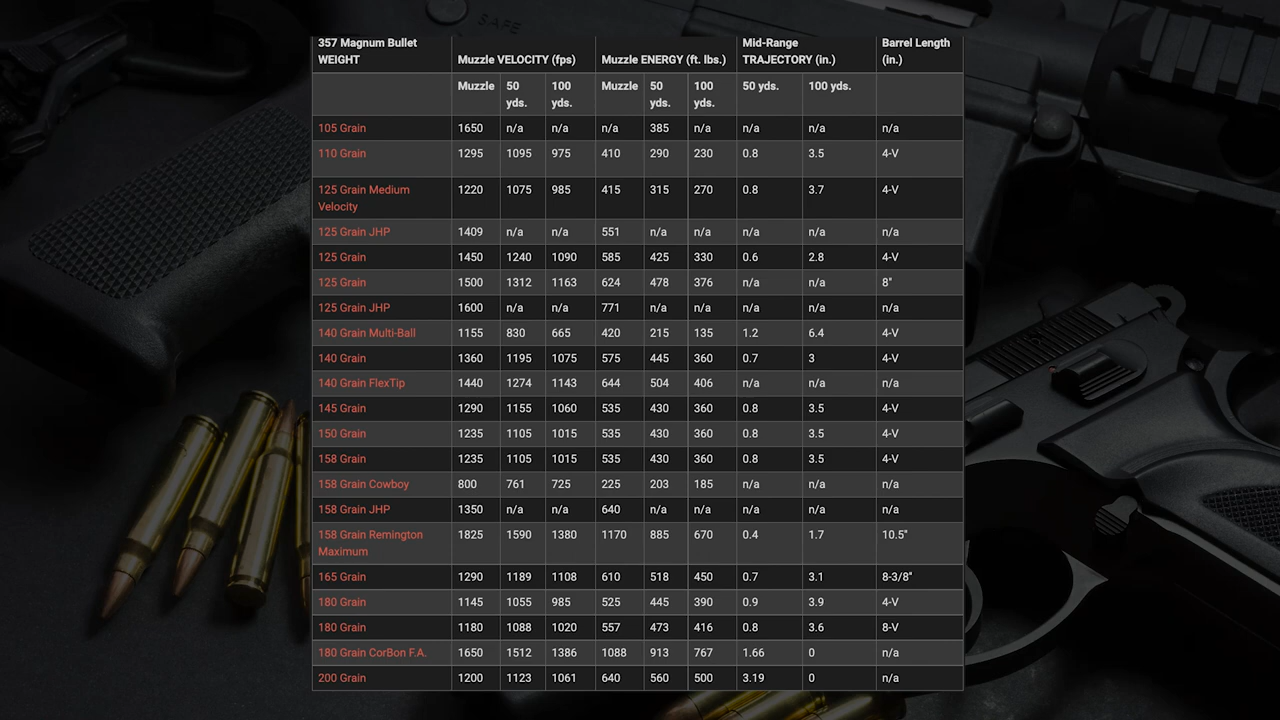 SAFE
357 Magnum Bullet WEIGHT Muzzle VELOCITY (fps) Muzzle ENERGY (ft. lbs.) Mid-Range TRAJECTORY (in.) Barrel Length (in.)
Muzzle 50 yds. 100 yds. Muzzle 50 yds. 100 yds. 50 yds. 100 yds.
105 Grain 1650 n/a n/a n/a 385 n/a n/a n/a n/a
110 Grain 1295 1095 975 410 290 230 0.8 3.5 4-V
125 Grain Medium Velocity 1220 1075 985 415 315 270 0.8 3.7 4-V
125 Grain JHP 1409 n/a n/a 551 n/a n/a n/a n/a n/a
125 Grain 1450 1240 1090 585 425 330 0.6 2.8 4-V
125 Grain 1500 1312 1163 624 478 376 n/a n/a 8"
125 Grain JHP 1600 n/a n/a 771 n/a n/a n/a n/a n/a
140 Grain Multi-Ball 1155 830 665 420 215 135 1.2 6.4 4-V
140 Grain 1360 1195 1075 575 445 360 0.7 3 4-V
140 Grain FlexTip 1440 1274 1143 644 504 406 n/a n/a n/a
145 Grain 1290 1155 1060 535 430 360 0.8 3.5 4-V
150 Grain 1235 1105 1015 535 430 360 0.8 3.5 4-V
158 Grain 1235 1105 1015 535 430 360 0.8 3.5 4-V
158 Grain Cowboy 800 761 725 225 203 185 n/a n/a n/a
158 Grain JHP 1350 n/a n/a 640 n/a n/a n/a n/a n/a
158 Grain Remington Maximum 1825 1590 1380 1170 885 670 0.4 1.7 10.5"
165 Grain 1290 1189 1108 610 518 450 0.7 3.1 8-3/8"
180 Grain 1145 1055 985 525 445 390 0.9 3.9 4-V
180 Grain 1180 1088 1020 557 473 416 0.8 3.6 8-V
180 Grain CorBon F.A. 1650 1512 1386 1088 913 767 1.66 0 n/a
200 Grain 1200 1123 1061 640 560 500 3.19 0 n/a